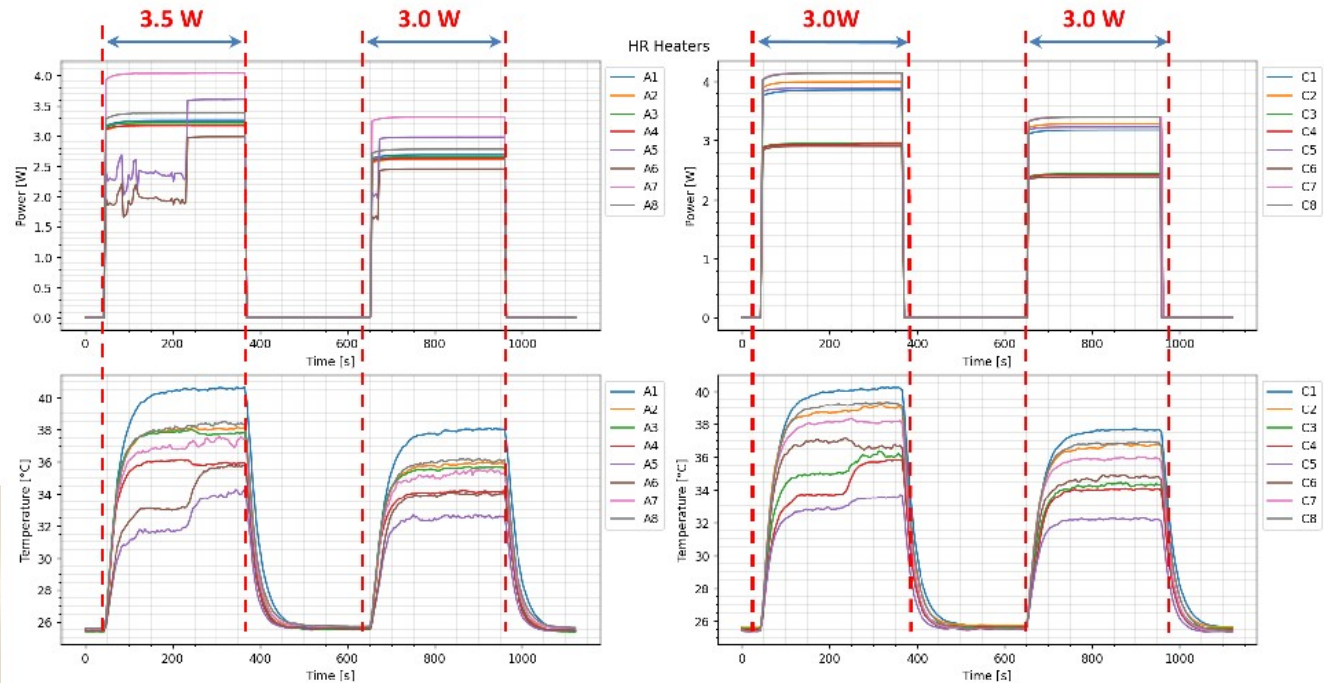 3.5 W
3.0 W
3.0W
3.0 W
HR Heaters
Power [W]
4.0
3.5
3.0
2.5
2.0
1.5
1.0
0.5
0.0
0
200
400
600
800
1000
Time [s]
A1
A2
A3
A4
A5
A6
A7
A8
Power [W]
4
3
2
1
0
0
200
400
600
800
1000
Time [s]
C1
C2
C3
C4
C5
C6
C7
C8
Temperature [°C]
40
38
36
34
32
30
28
26
0
200
400
600
800
1000
Time [s]
A1
A2
A3
A4
A5
A6
A7
A8
Temperature [°C]
40
38
36
34
32
30
28
26
0
200
400
600
800
1000
Time [s]
C1
C2
C3
C4
C5
C6
C7
C8